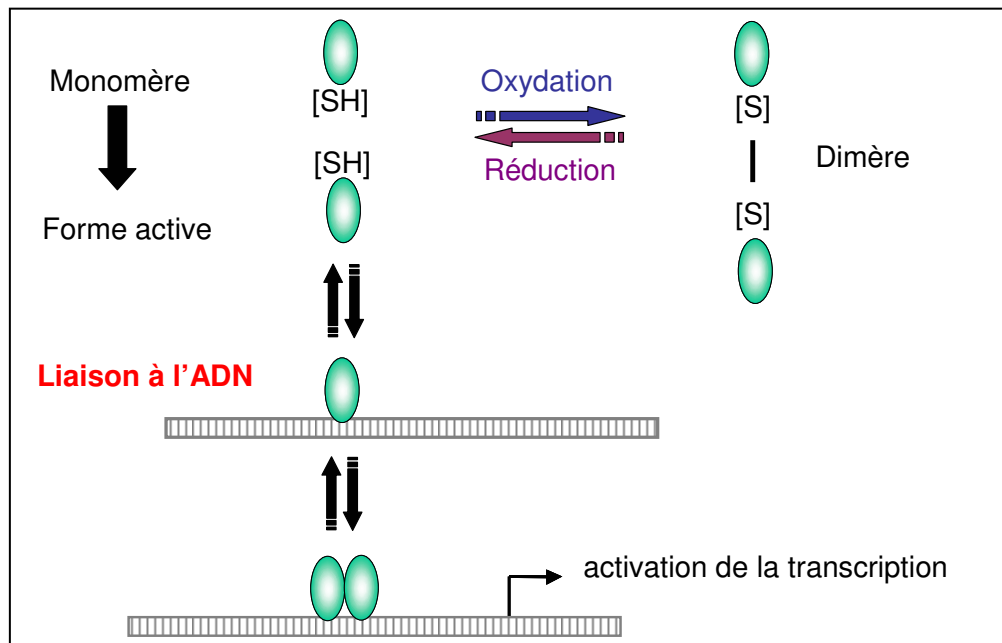 Monomère
[SH]
Oxydation
[S]
[SH]
Réduction
Dimère
[S]
Forme active
Liaison à l’ADN
activation de la transcription